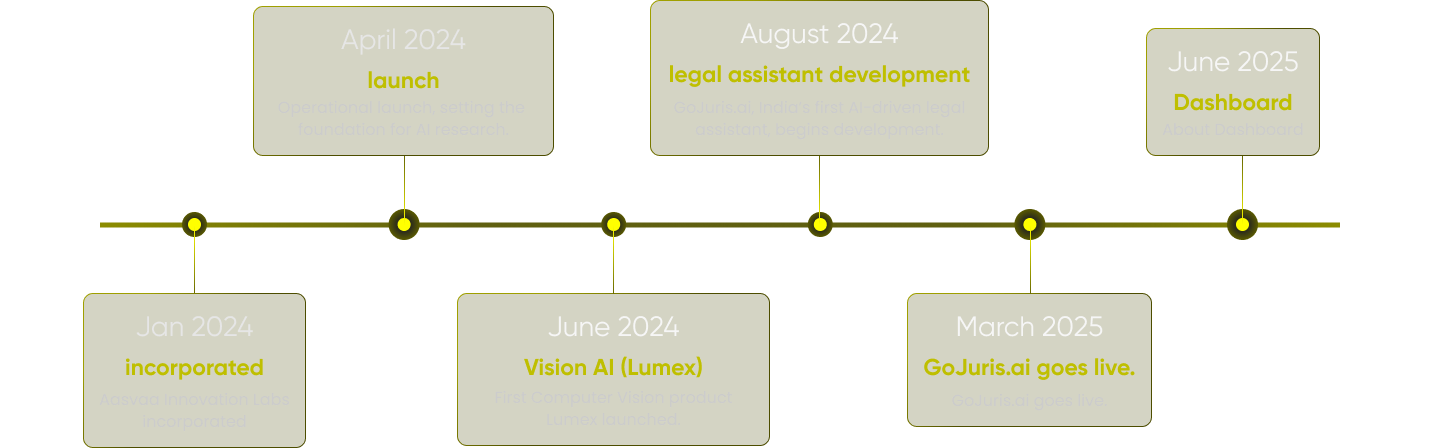 April 2024
launch
Operational launch, setting the
foundation for AI research.
August 2024
legal assistant development
GoJuris.ai, India's first AI-driven legal
assistant, begins development.
June 2025
Dashboard
About Dashboard
Jan 2024
incorporated
Aasvaa Innovation Labs
incorporated.
June 2024
Vision AI (Lumex)
First Computer Vision product
Lumex launched.
March 2025
GoJuris.ai goes live.
GoJuris.ai goes live.